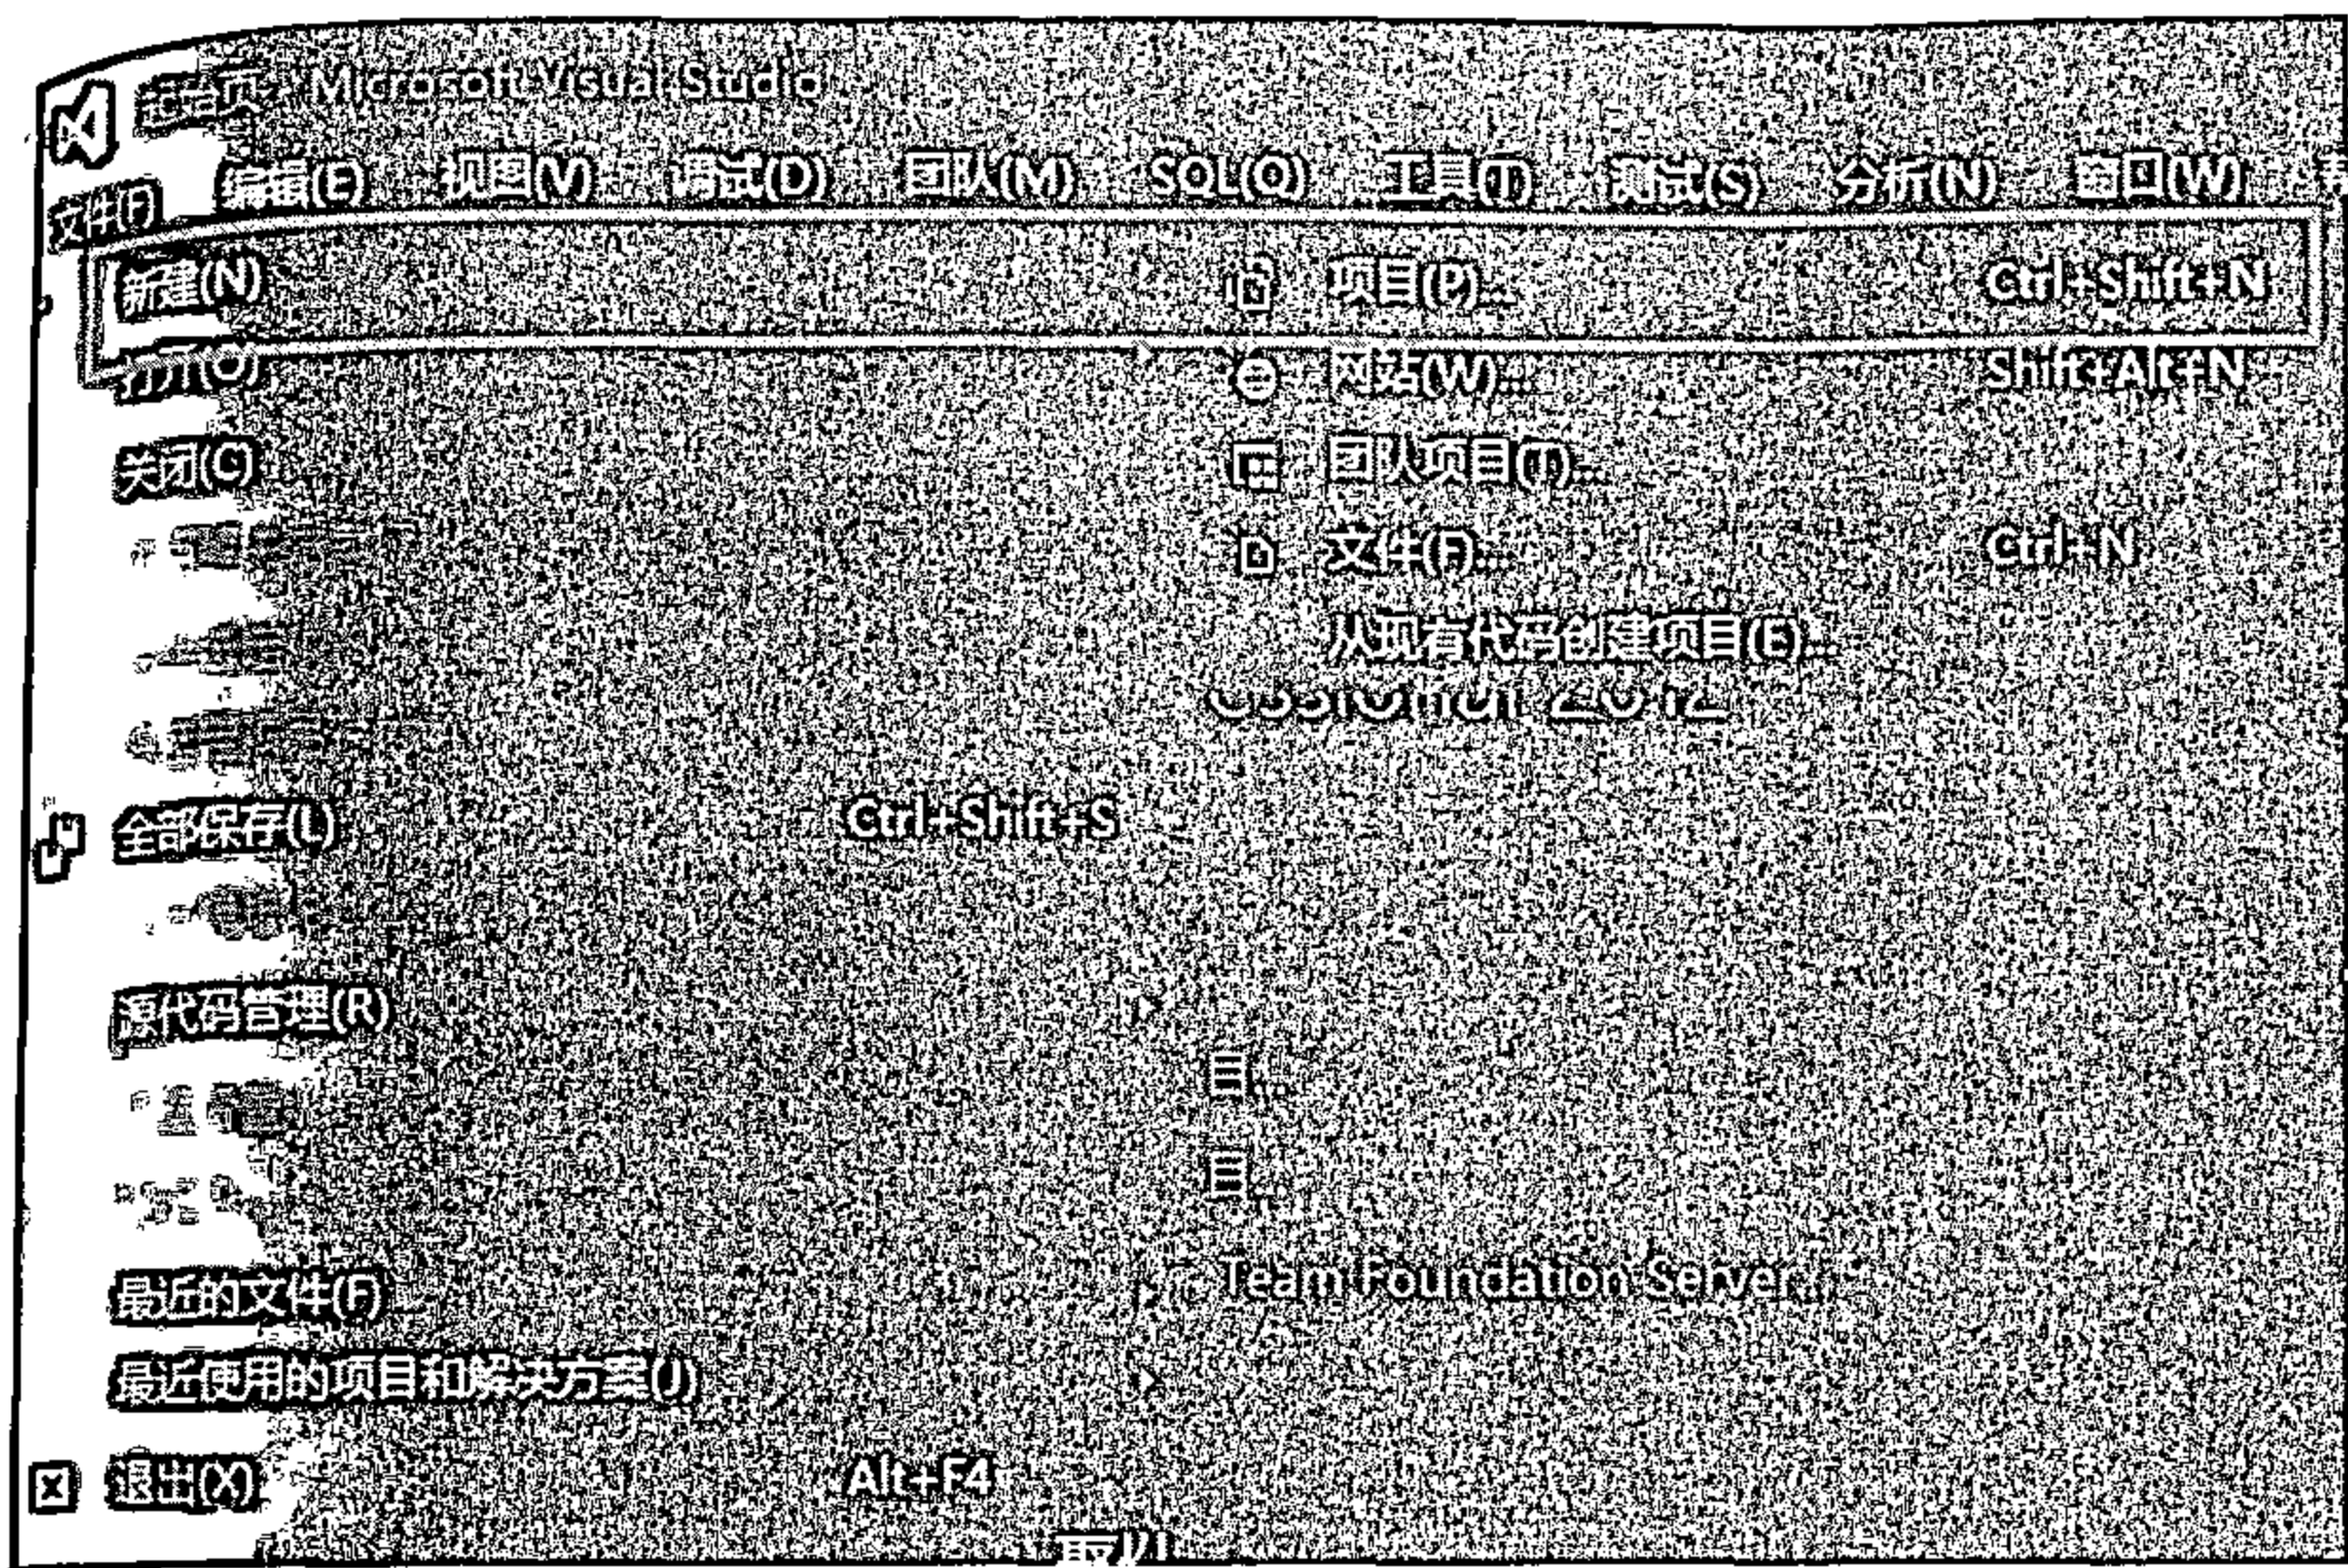 起始页 - Microsoft Visual Studio
文件(F) 编辑(E) 视图(V) 调试(D) 团队(M) SQL(Q) 工具(T) 测试(S) 分析(N) 窗口(W)
新建(N) 项目(P)... Ctrl+Shift+N
打开(O) 网站(W)... Shift+Alt+N
关闭(C) 团队项目(T)...
文件(F)... Ctrl+N
从现有代码创建项目(E)...
2012
全部保存(L) Ctrl+Shift+S
源代码管理(R)
目...
目...
最近的文件(F) Team Foundation Server...
最近使用的项目和解决方案(J)
退出(X) Alt+F4